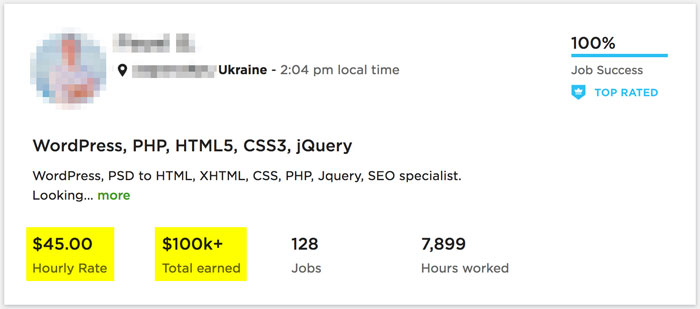 Ukraine - 2:04 pm local time
100%
Job Success
TOP RATED
WordPress, PHP, HTML5, CSS3, jQuery
WordPress, PSD to HTML, XHTML, CSS, PHP, Jquery, SEO specialist.
Looking... more
$45.00
Hourly Rate
$100k+
Total earned
128
Jobs
7,899
Hours worked